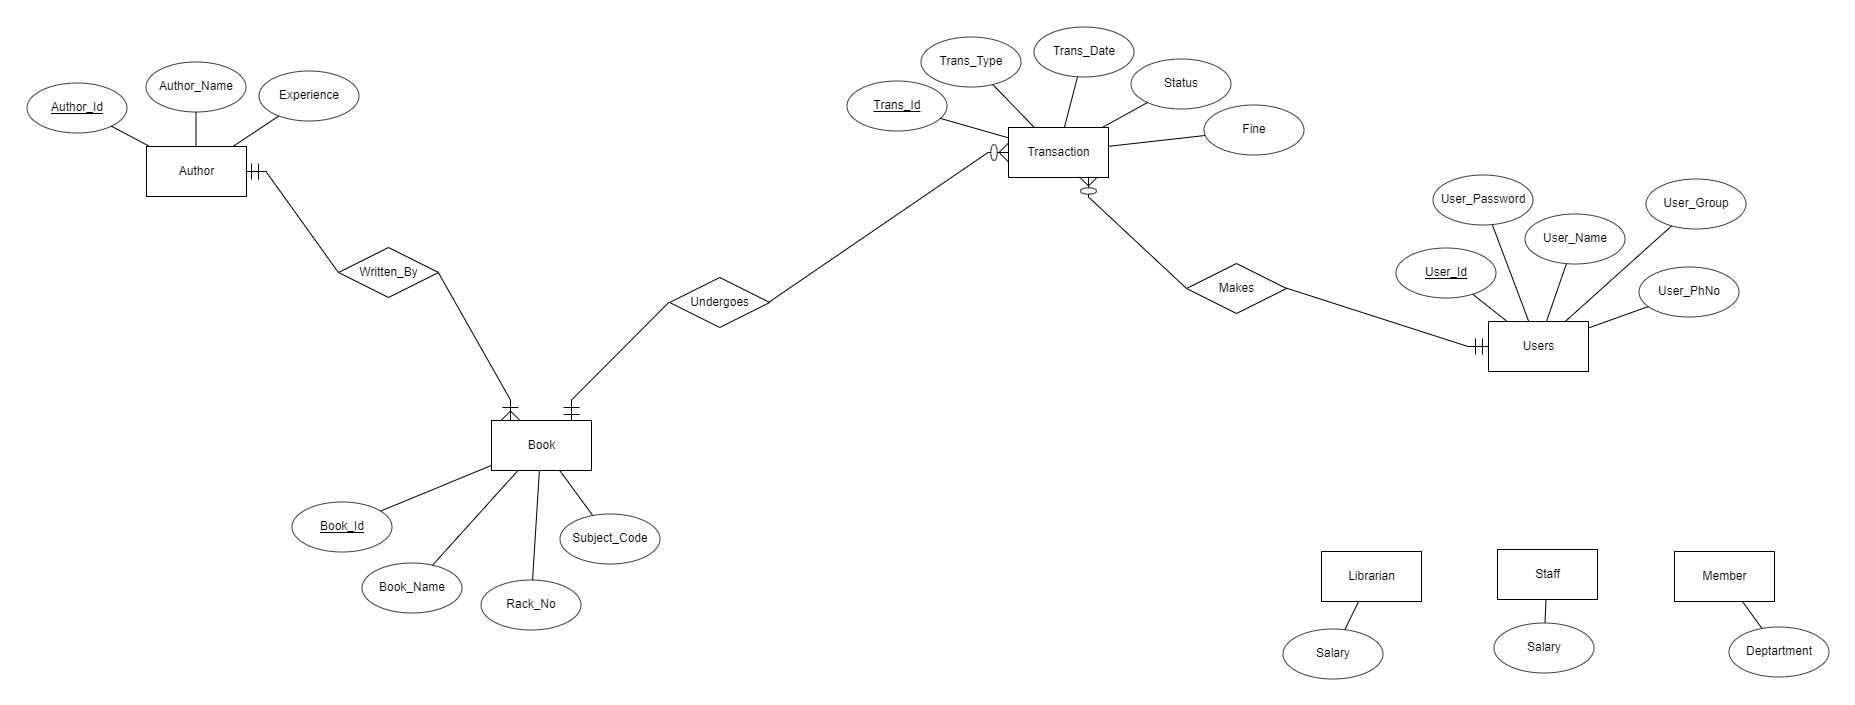 Trans_Type
Trans_Date
Author_Id
Author_Name
Experience
Trans_Id
Status
Fine
Author
Transaction
User_Password
User_Group
User_Name
User_Id
User_PhNo
Written_By
Undergoes
Makes
Users
Book
Book_Id
Subject_Code
Book_Name
Rack_No
Librarian
Staff
Member
Salary
Salary
Deptartment